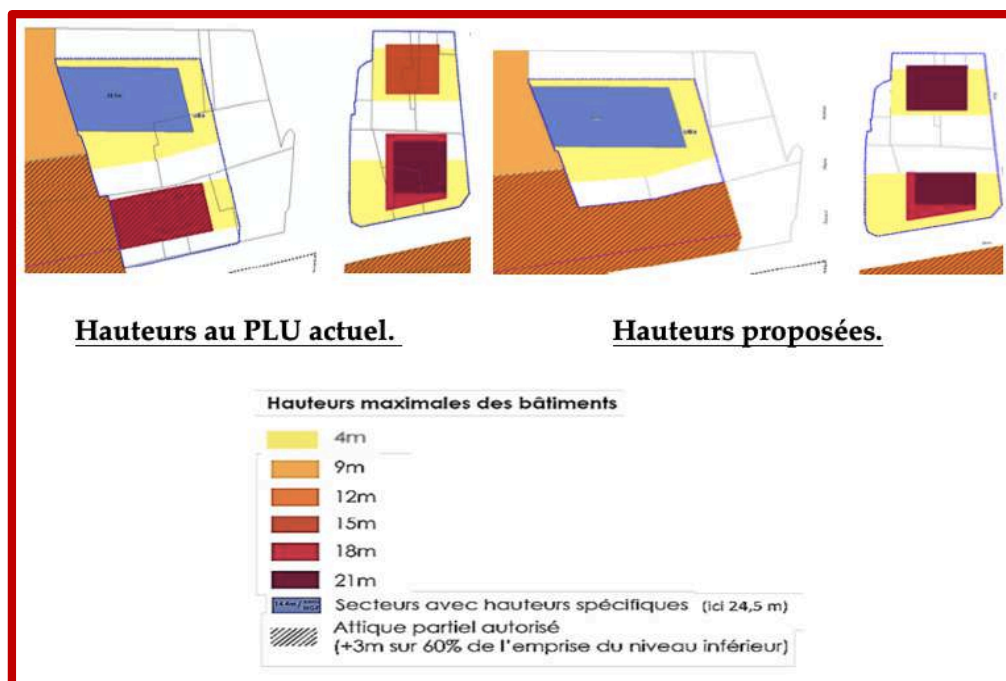 Hauteurs au PLU actuel.
Hauteurs proposées.
Hauteurs maximales des bâtiments
4m
9m
12m
15m
18m
21m
Secteurs avec hauteurs spécifiques (ici 24,5 m)
Attique partiel autorisé
(+3m sur 60% de l'emprise du niveau inférieur)